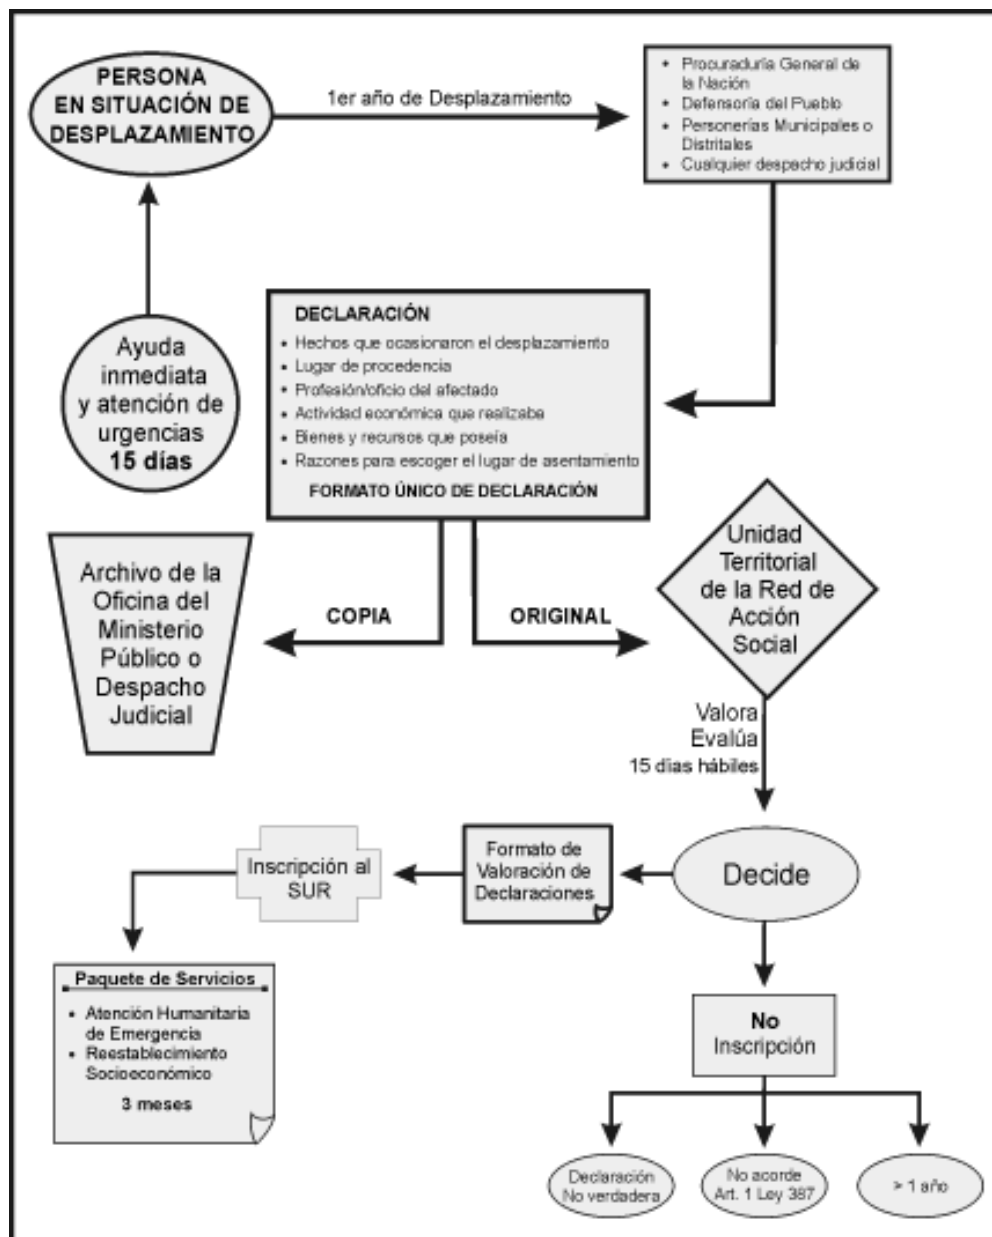 PERSONA
EN SITUACIÓN DE
DESPLAZAMIENTO
1er año de Desplazamiento
• Procuraduría General de
la Nación
• Defensoría del Pueblo
• Personerías Municipales o
Distritales
• Cualquier despacho judicial
Ayuda
inmediata
y atención de
urgencias
15 días
DECLARACIÓN
• Hechos que ocasionaron el desplazamiento
• Lugar de procedencia
• Profesión/oficio del afectado
• Actividad económica que realizaba
• Bienes y recursos que poseía
• Razones para escoger el lugar de asentamiento
FORMATO ÚNICO DE DECLARACIÓN
COPIA
ORIGINAL
Archivo de la
Oficina del
Ministerio
Público o
Despacho
Judicial
Unidad
Territorial
de la Red de
Acción
Social
Valora
Evalúa
15 días hábiles
Decide
Formato de
Valoración de
Declaraciones
Inscripción al
SUR
Paquete de Servicios
• Atención Humanitaria
de Emergencia
• Reestablecimiento
Socioeconómico
3 meses
No
Inscripción
Declaración
No verdadera
No acorde
Art. 1 Ley 387
> 1 año